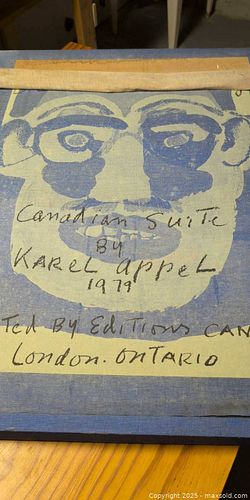 Canadian Suite
BY
KAREL appel
1979
Ted By Editions CAN
London. ONTARIO
Copyright 2025 - maxsold.com